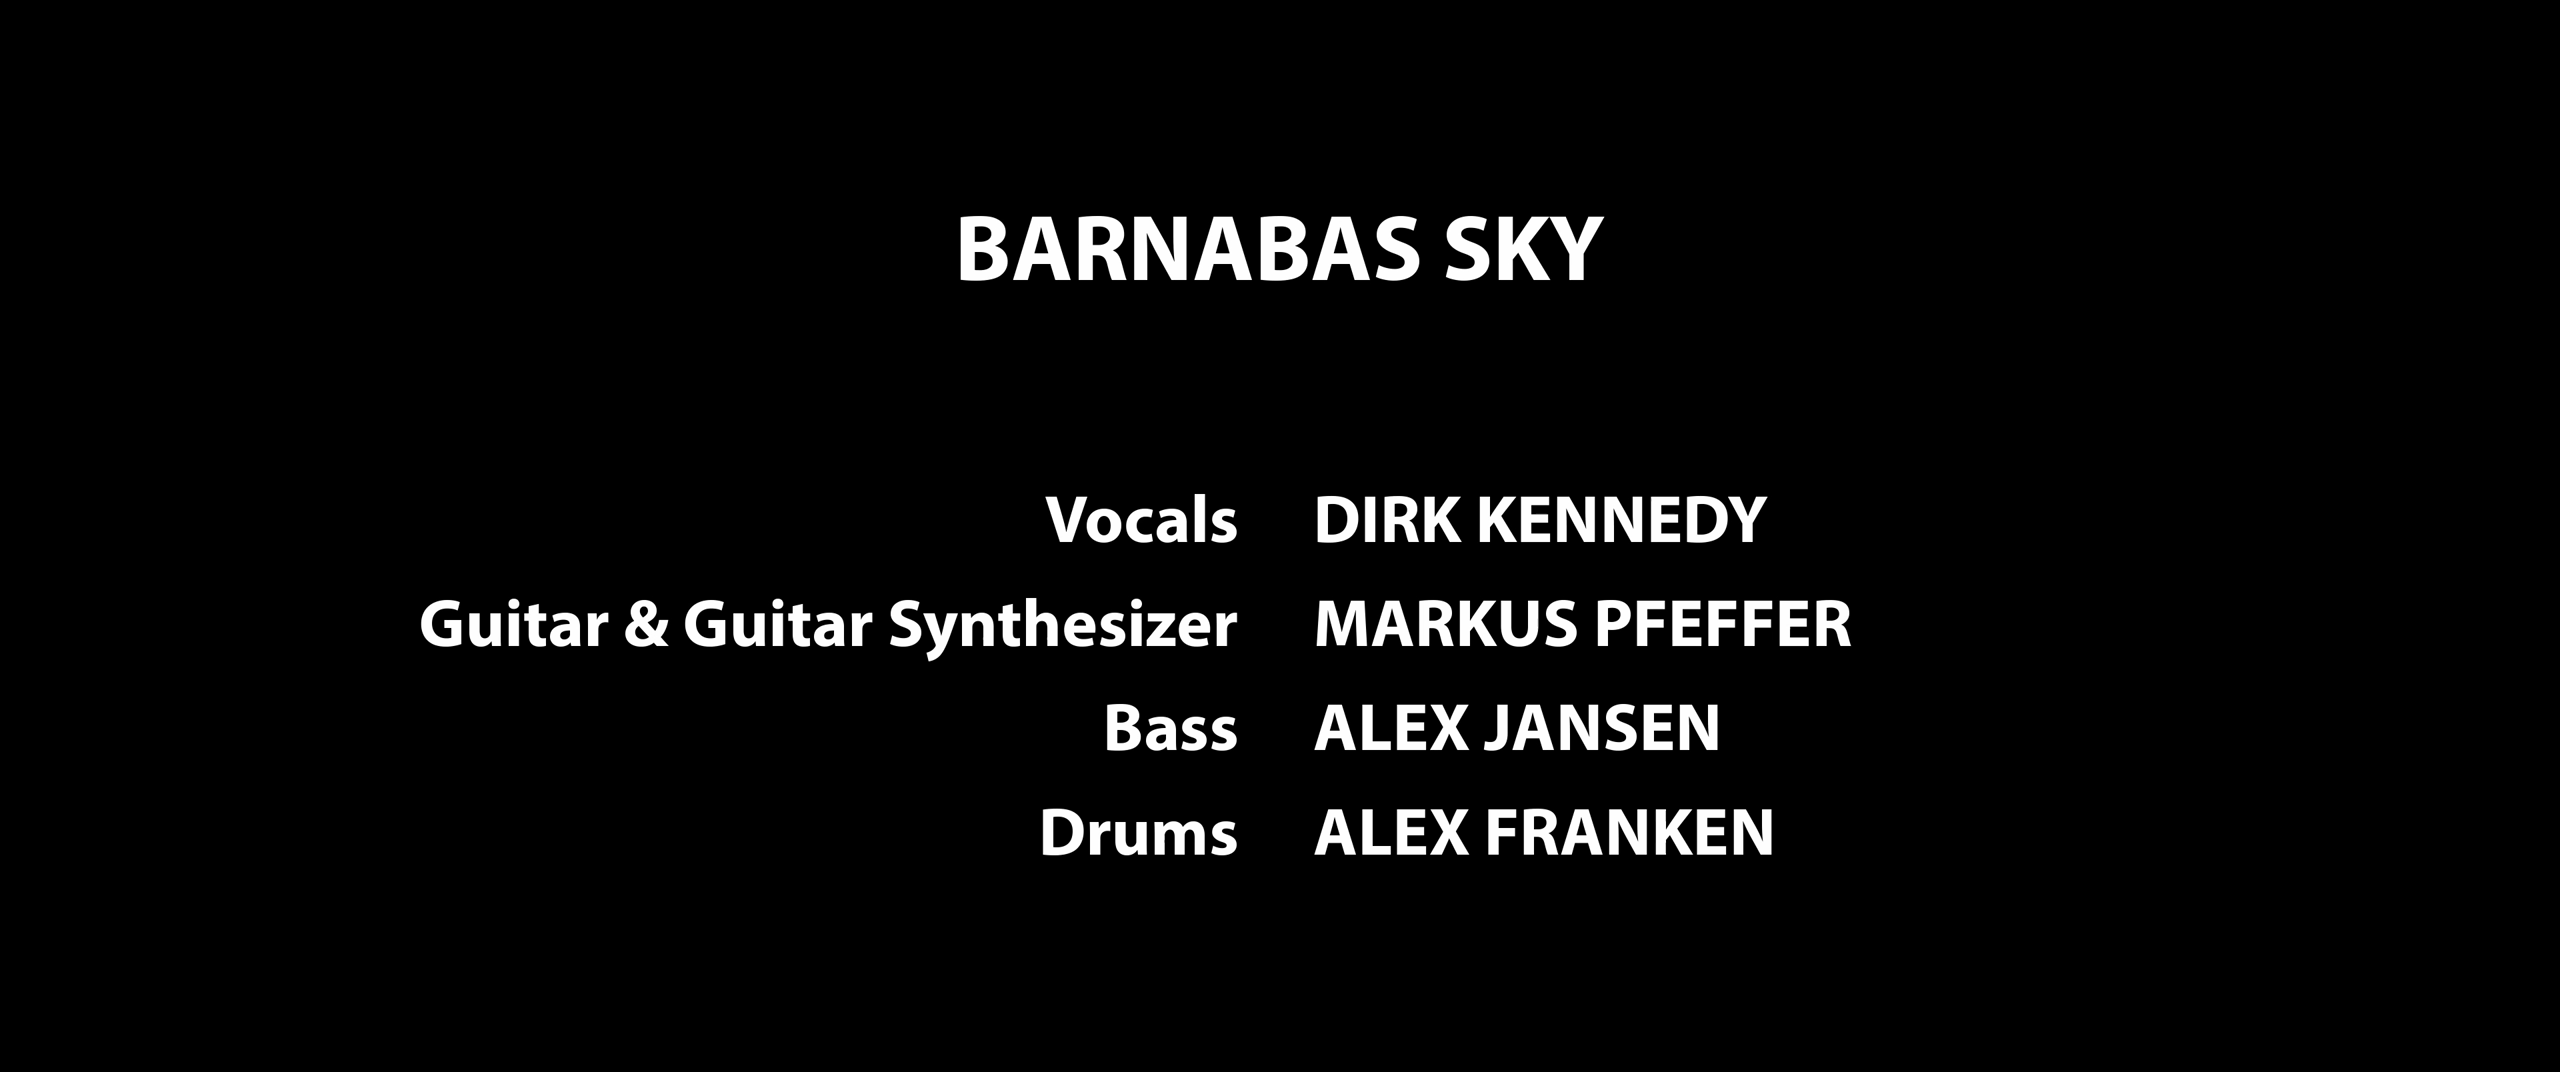 BARNABAS SKY
Vocals DIRK KENNEDY
Guitar & Guitar Synthesizer MARKUS PFEFFER
Bass ALEX JANSEN
Drums ALEX FRANKEN